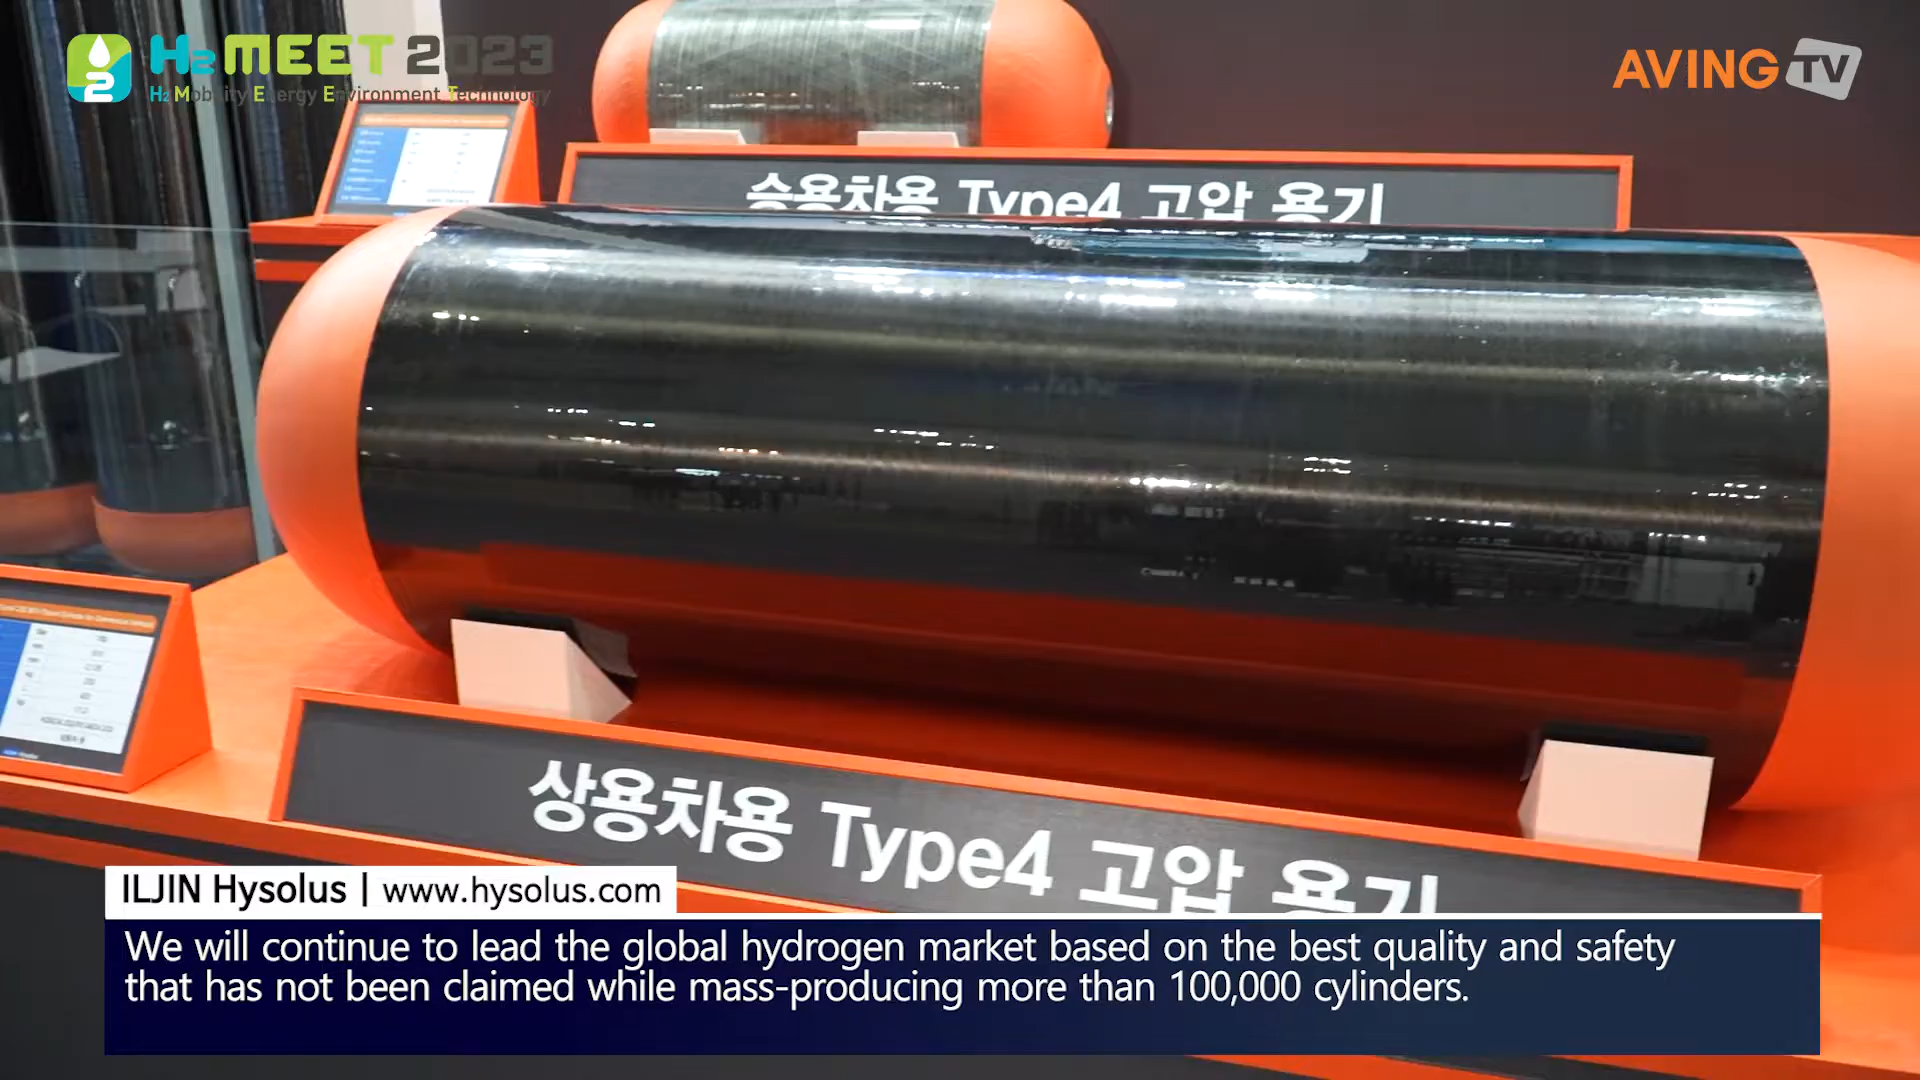 H2 MEET 2023
H2 Mobility Energy Environment Technology
AVING TV
승용차용 Type4 고압 용기
상용차용 Type4 고압 용기
ILJIN Hysolus | www.hysolus.com
We will continue to lead the global hydrogen market based on the best quality and safety
that has not been claimed while mass-producing more than 100,000 cylinders.